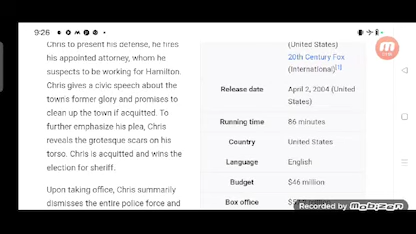 9:26
Chris to present his defense, he fires
his appointed attorney, whom he
suspects to be working for Hamilton.
Chris gives a civic speech about the
towns former glory and promises to
clean up the town if acquitted. To
further emphasize his plea, Chris
reveals the grotesque scars on his
torso. Chris is acquitted and wins the
election for sheriff.
Upon taking office, Chris summarily
dismisses the entire police force and
(United States)
20th Century Fox
(International)[1]
Release date April 2, 2004 (United
States)
Running time 86 minutes
Country United States
Language English
Budget $46 million
Box office
Recorded by Mobizen